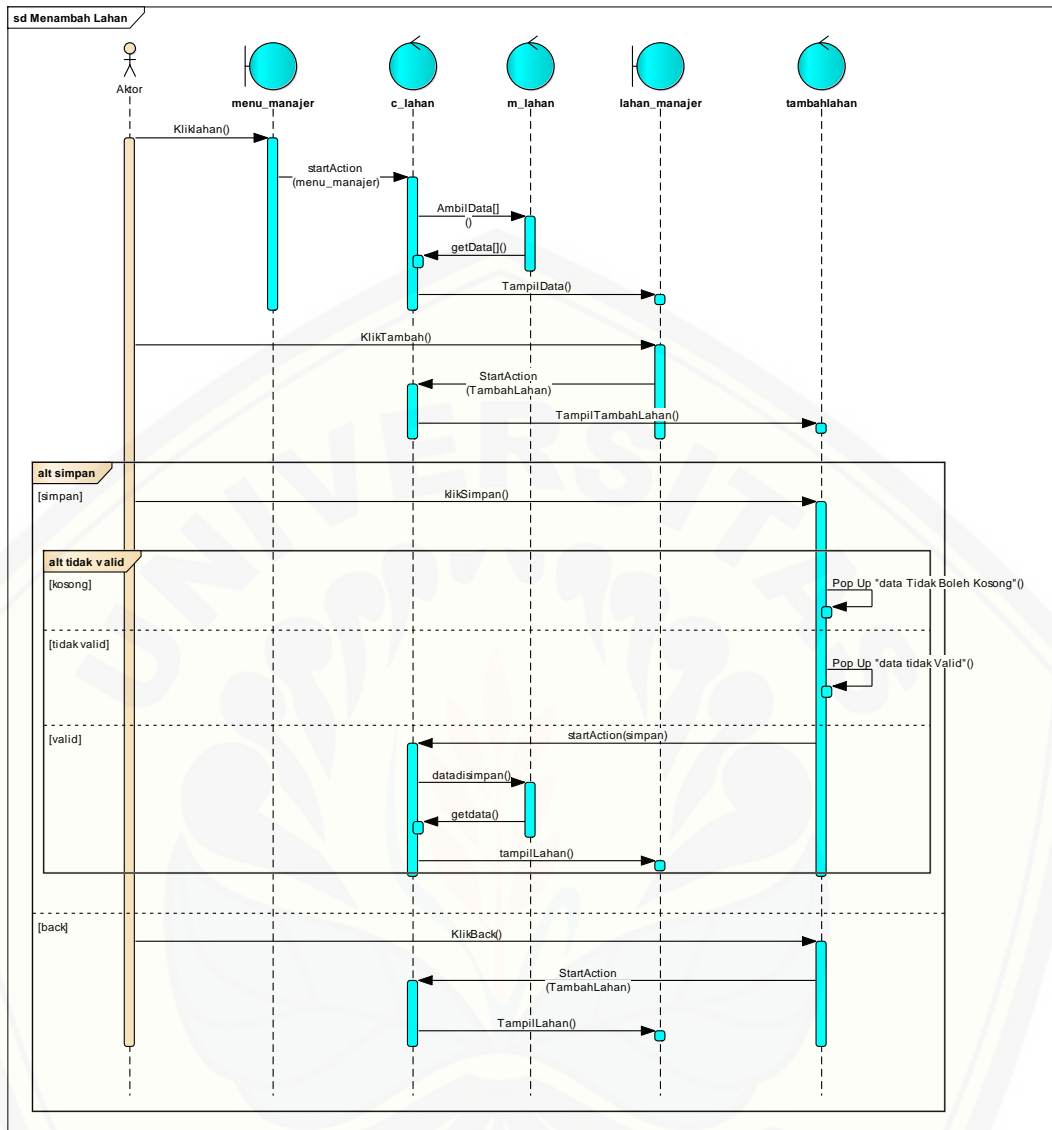 sd Menambah Lahan
Aktor
menu_manajer
c_lahan
m_lahan
lahan_manajer
tambahlahan
Kliklahan()
startAction
(menu_manajer)
AmbilData[]
()
getData[]()
TampilData()
KlikTambah()
StartAction
(TambahLahan)
TampilTambahLahan()
alt simpan
[simpan]
klikSimpan()
alt tidak valid
[kosong]
Pop Up "data Tidak Boleh Kosong"()
[tidak valid]
Pop Up "data tidak Valid"()
[valid]
startAction(simpan)
datadisimpan()
getdata()
tampilLahan()
[back]
KlikBack()
StartAction
(TambahLahan)
TampilLahan()
UNIVERSITAS